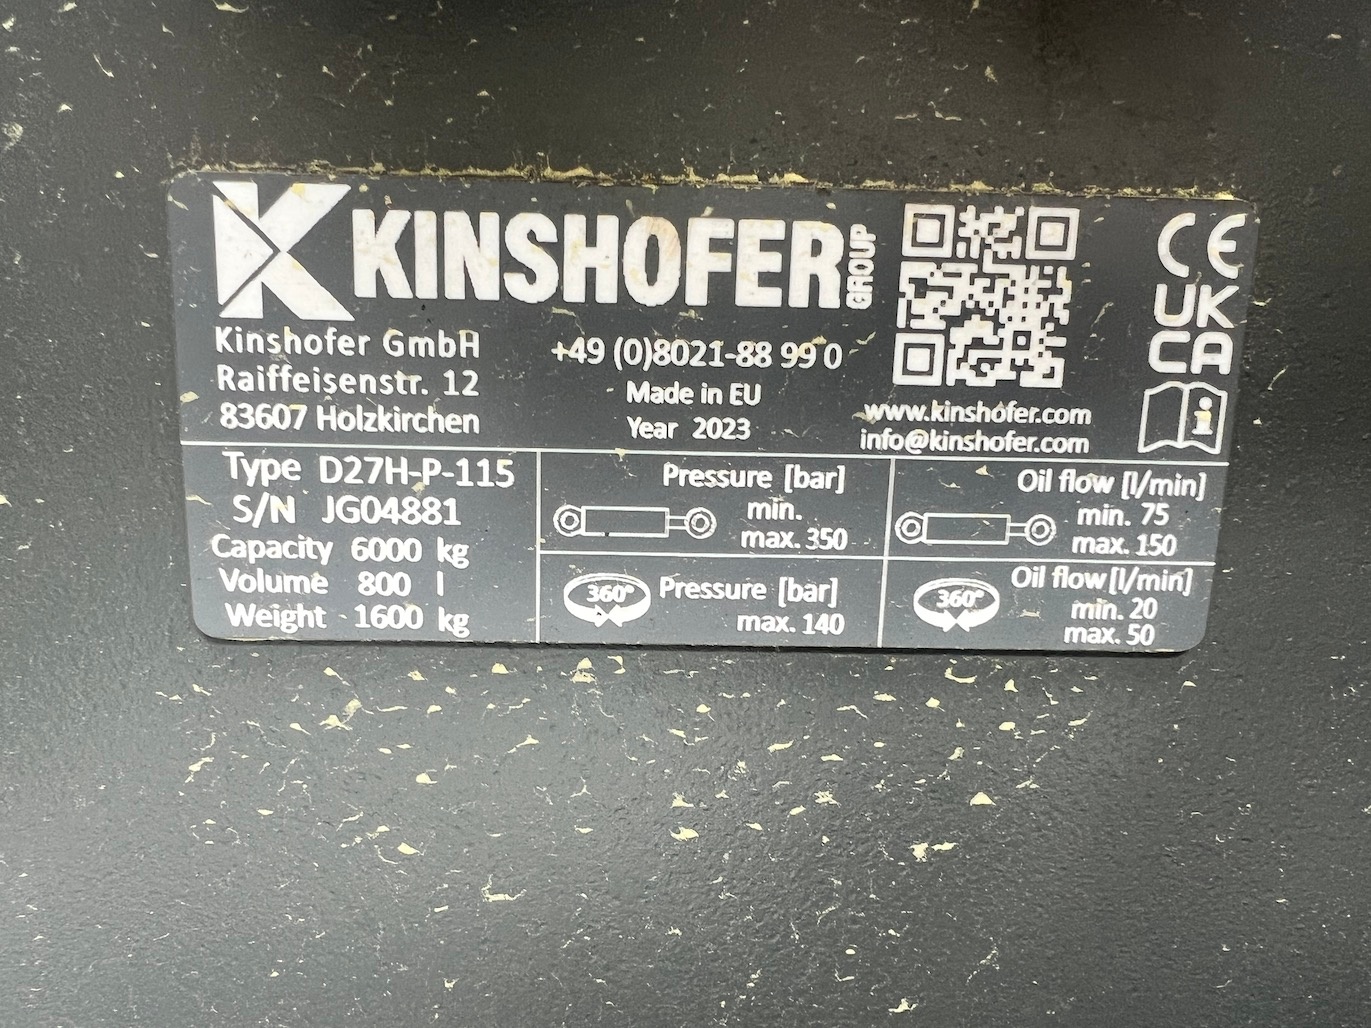 KINSHOFER GROUP
Kinshofer GmbH
Raiffeisenstr. 12
83607 Holzkirchen
+49 (0)8021-88 99 0
Made in EU
Year 2023
www.kinshofer.com
info@kinshofer.com
CE
UK
CA
i
Type D27H-P-115
S/N JG04881
Capacity 6000 kg
Volume 800 l
Weight 1600 kg
Pressure [bar]
min.
max. 350
Oil flow [l/min]
min. 75
max. 150
360°
Pressure [bar]
max. 140
360°
Oil flow [l/min]
min. 20
max. 50